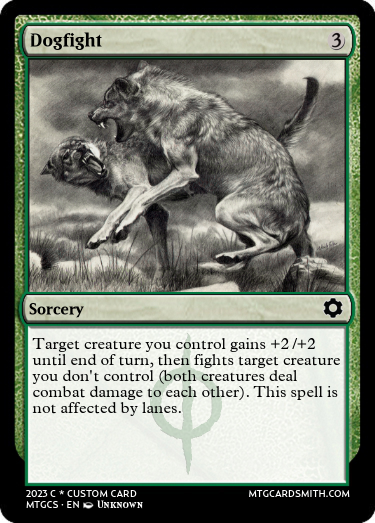 Dogfight 3
Sorcery
Target creature you control gains +2/+2
until end of turn, then fights target creature
you don't control (both creatures deal
combat damage to each other). This spell is
not affected by lanes.
2023 C * CUSTOM CARD MTGCARDSMITH.COM
MTGCS · EN Unknown